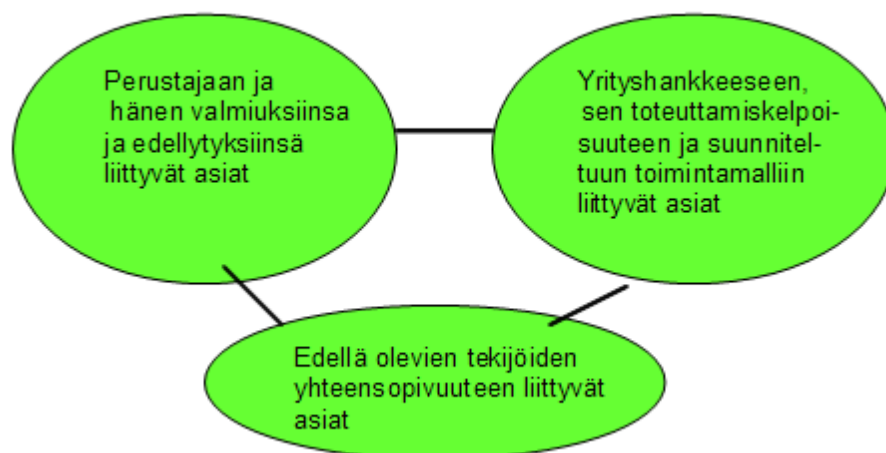 Perustajaan ja
hänen valmiuksiinsa
ja edellytyksiinsä
liittyvät asiat
Yrityshankkeeseen,
sen toteuttamiskelpoi-
suuteen ja suunnitel-
tuun toimintamalliin
liittyvät asiat
Edellä olevien tekijöiden
yhteensopivuuteen liittyvät
asiat